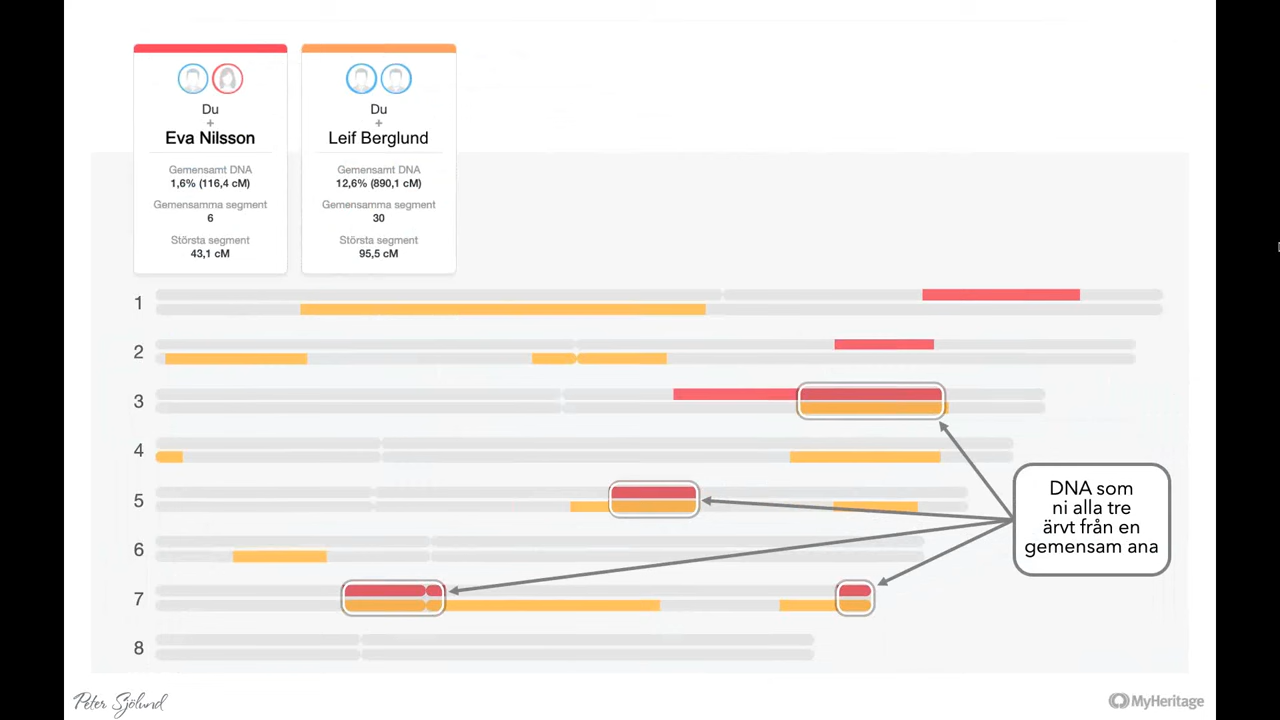 Du
+
Eva Nilsson
Gemensamt DNA
1,6% (116,4 cM)
Gemensamma segment
6
Största segment
43,1 cM
Du
+
Leif Berglund
Gemensamt DNA
12,6% (890,1 cM)
Gemensamma segment
30
Största segment
95,5 cM
1
2
3
4
5
6
7
8
DNA som
ni alla tre
ärvt från en
gemensam ana
Peter Sjölund
MyHeritage